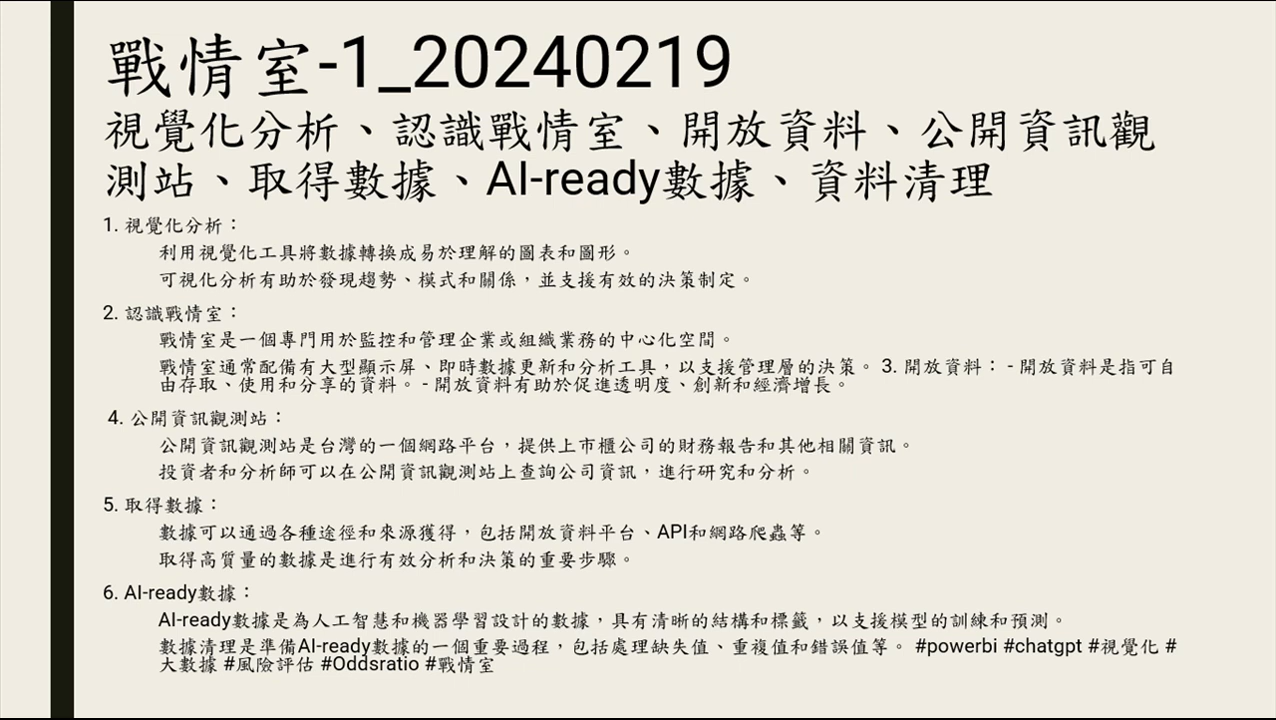 戰情室-1_20240219
視覺化分析、認識戰情室、開放資料、公開資訊觀
測站、取得數據、AI-ready數據、資料清理
1. 視覺化分析：
利用視覺化工具將數據轉換成易於理解的圖表和圖形。
可視化分析有助於發現趨勢、模式和關係，並支援有效的決策制定。
2. 認識戰情室：
戰情室是一個專門用於監控和管理企業或組織業務的中心化空間。
戰情室通常配備有大型顯示屏、即時數據更新和分析工具，以支援管理層的決策。 3. 開放資料： - 開放資料是指可自
由存取、使用和分享的資料。 - 開放資料有助於促進透明度、創新和經濟增長。
4. 公開資訊觀測站：
公開資訊觀測站是台灣的一個網路平台，提供上市櫃公司的財務報告和其他相關資訊。
投資者和分析師可以在公開資訊觀測站上查詢公司資訊，進行研究和分析。
5. 取得數據：
數據可以通過各種途徑和來源獲得，包括開放資料平台、API和網路爬蟲等。
取得高質量的數據是進行有效分析和決策的重要步驟。
6. AI-ready數據：
AI-ready數據是為人工智慧和機器學習設計的數據，具有清晰的結構和標籤，以支援模型的訓練和預測。
數據清理是準備AI-ready數據的一個重要過程，包括處理缺失值、重複值和錯誤值等。 #powerbi #chatgpt #視覺化 #
大數據 #風險評估 #Oddsratio #戰情室